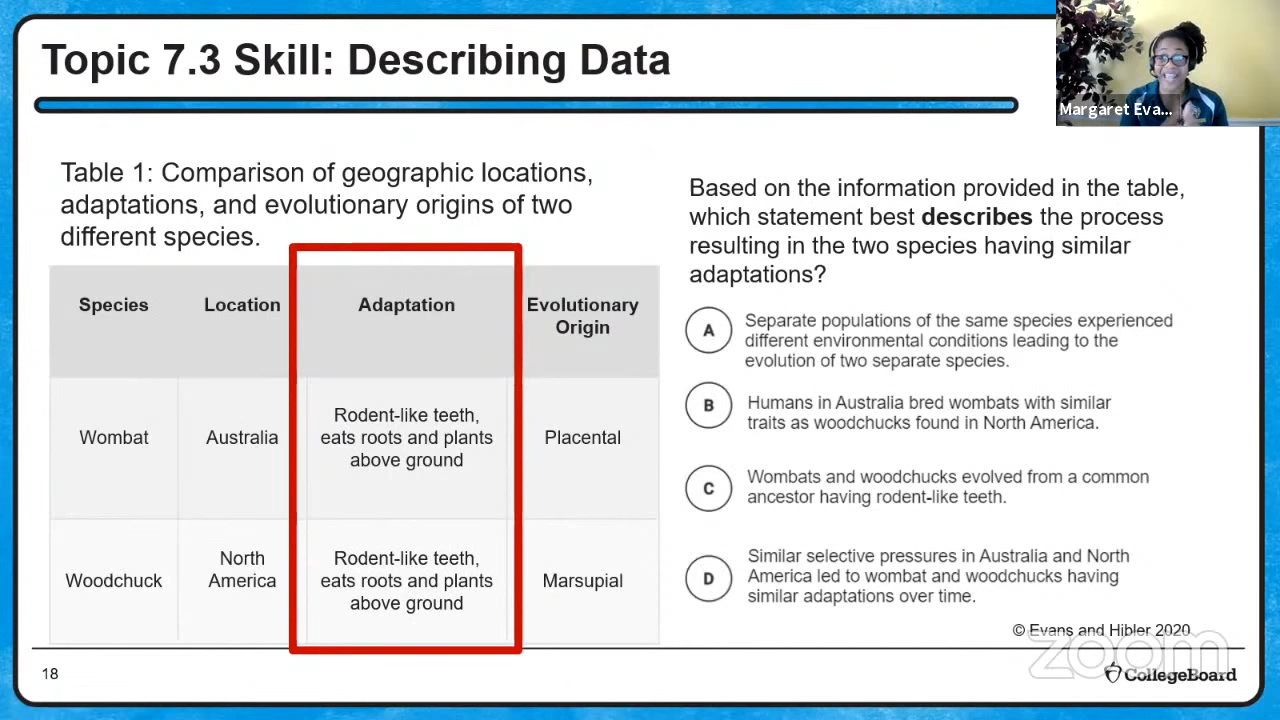 Topic 7.3 Skill: Describing Data
Margaret Eva...
Table 1: Comparison of geographic locations,
adaptations, and evolutionary origins of two
different species.
Species Location Adaptation Evolutionary
Origin
Wombat Australia Rodent-like teeth,
eats roots and plants
above ground Placental
Woodchuck North
America Rodent-like teeth,
eats roots and plants
above ground Marsupial
Based on the information provided in the table,
which statement best describes the process
resulting in the two species having similar
adaptations?
A Separate populations of the same species experienced
different environmental conditions leading to the
evolution of two separate species.
B Humans in Australia bred wombats with similar
traits as woodchucks found in North America.
C Wombats and woodchucks evolved from a common
ancestor having rodent-like teeth.
D Similar selective pressures in Australia and North
America led to wombat and woodchucks having
similar adaptations over time.
© Evans and Hibler 2020
zoom
18
CollegeBoard